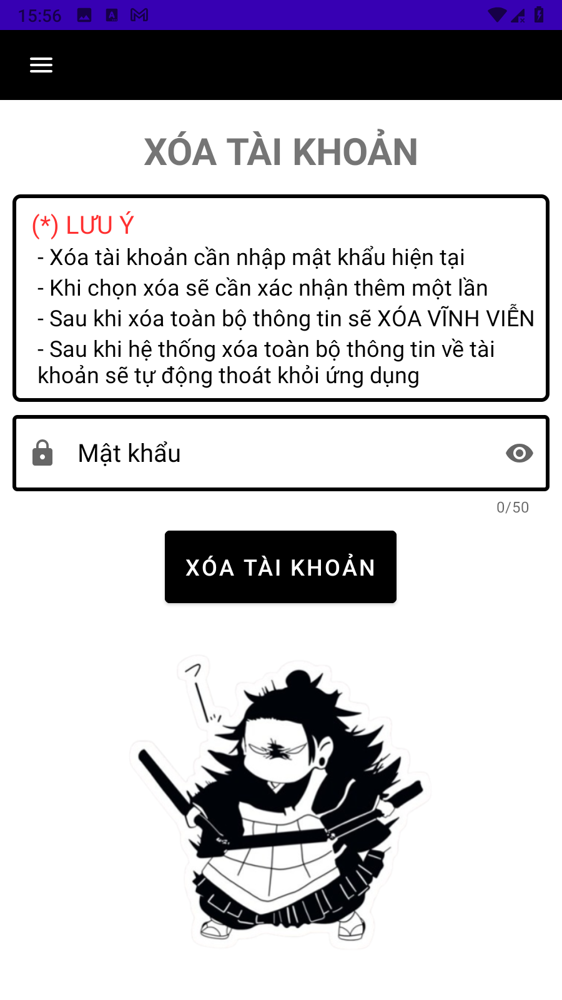 15:56
XÓA TÀI KHOẢN
(*) LƯU Ý
- Xóa tài khoản cần nhập mật khẩu hiện tại
- Khi chọn xóa sẽ cần xác nhận thêm một lần
- Sau khi xóa toàn bộ thông tin sẽ XÓA VĨNH VIỄN
- Sau khi hệ thống xóa toàn bộ thông tin về tài
khoản sẽ tự động thoát khỏi ứng dụng
Mật khẩu
0/50
XÓA TÀI KHOẢN